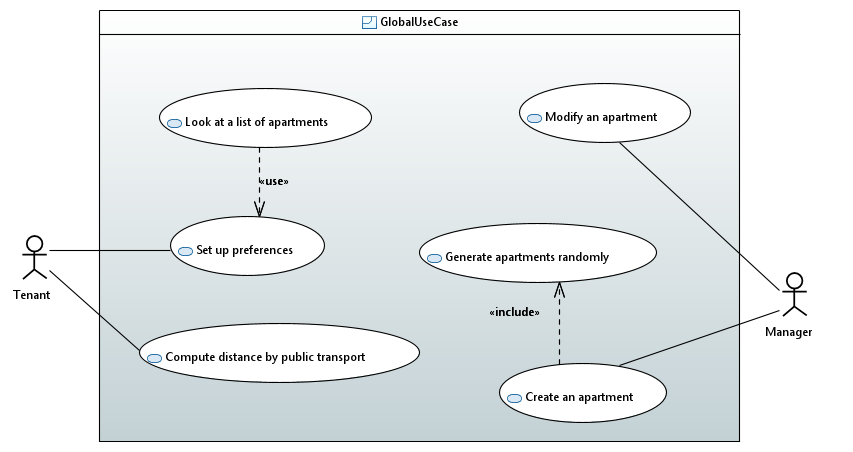 GlobalUseCase
Look at a list of apartments
Modify an apartment
«use»
Set up preferences
Generate apartments randomly
Tenant
«include»
Manager
Compute distance by public transport
Create an apartment